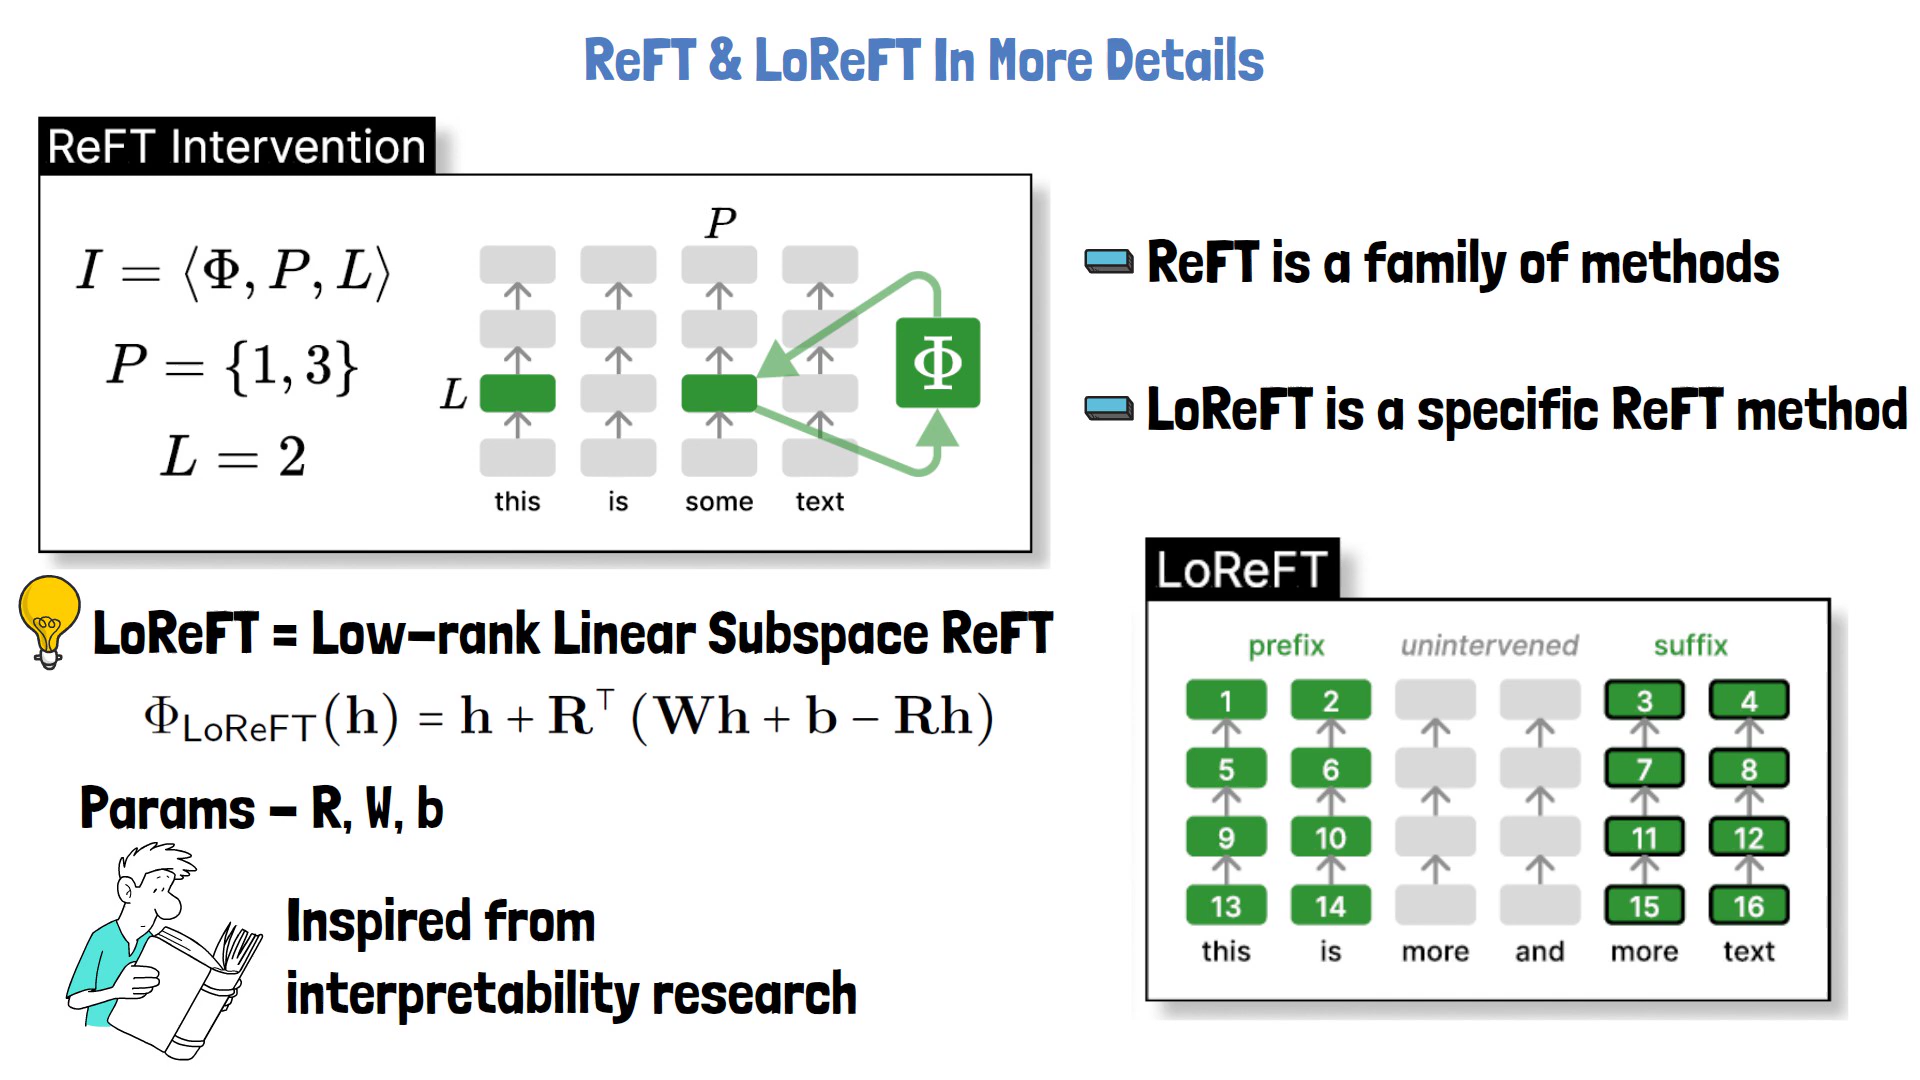 ReFT & LoReFT In More Details
ReFT Intervention
I = ⟨Φ, P, L⟩
P = {1, 3}
L = 2
P
L
Φ
this is some text
ReFT is a family of methods
LoReFT is a specific ReFT method
LoReFT = Low-rank Linear Subspace ReFT
Φ_LoReFT(h) = h + R^⊤ (Wh + b − Rh)
Params - R, W, b
Inspired from
interpretability research
LoReFT
prefix unintervened suffix
1 2 3 4
5 6 7 8
9 10 11 12
13 14 15 16
this is more and more text